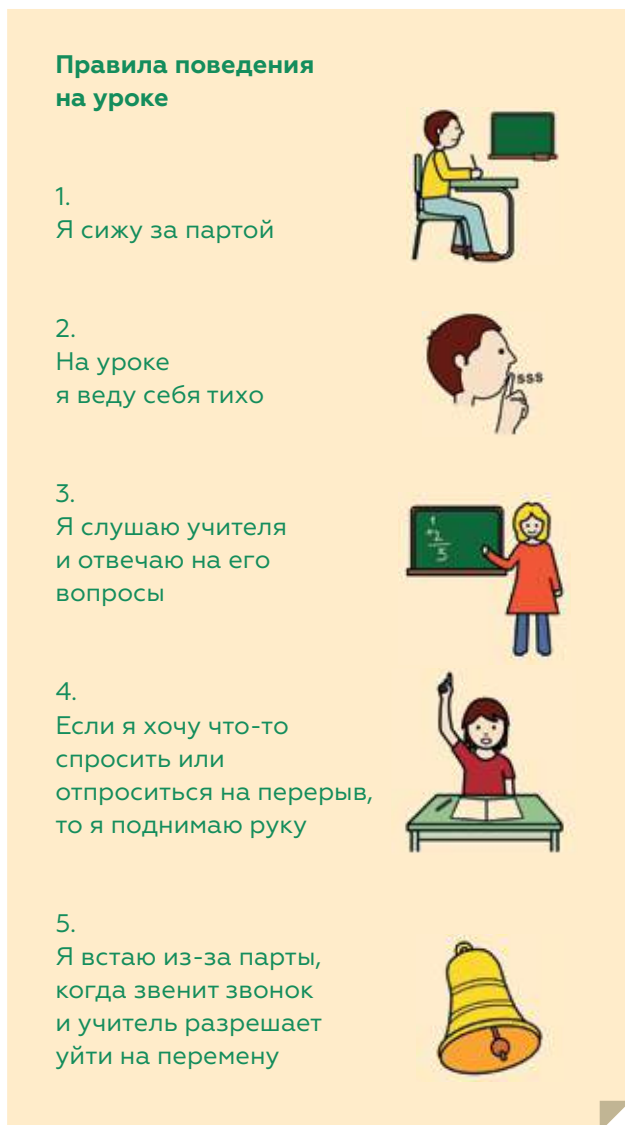 Правила поведения
на уроке
1.
Я сижу за партой
2.
На уроке
я веду себя тихо
sss
3.
Я слушаю учителя
и отвечаю на его
вопросы
1
+2
3
4.
Если я хочу что-то
спросить или
отпроситься на перерыв,
то я поднимаю руку
5.
Я встаю из-за парты,
когда звенит звонок
и учитель разрешает
уйти на перемену